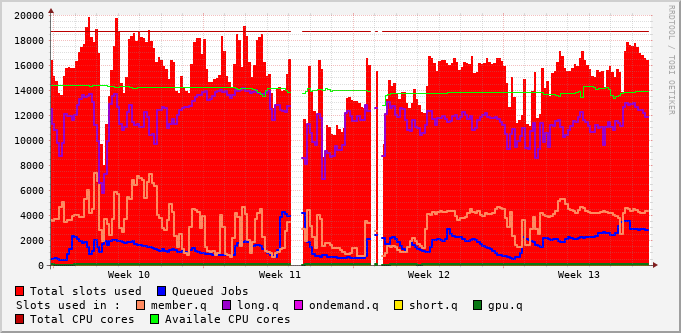 RRDTOOL / TOBI OETIKER
20000
18000
16000
14000
12000
10000
8000
6000
4000
2000
0
Week 10 Week 11 Week 12 Week 13
Total slots used Queued Jobs
Slots used in : member.q long.q ondemand.q short.q gpu.q
Total CPU cores Availale CPU cores